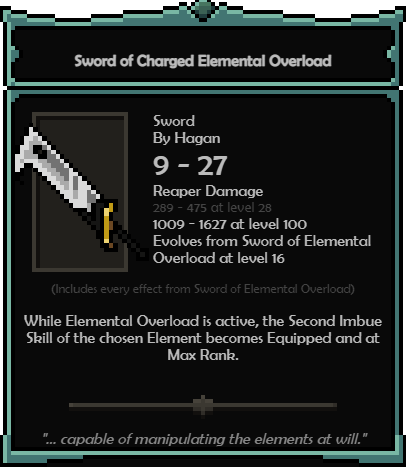 Sword of Charged Elemental Overload
Sword
By Hagan
9 - 27
Reaper Damage
289 - 475 at level 28
1009 - 1627 at level 100
Evolves from Sword of Elemental
Overload at level 16
(Includes every effect from Sword of Elemental Overload)
While Elemental Overload is active, the Second Imbue
Skill of the chosen Element becomes Equipped and at
Max Rank.
"... capable of manipulating the elements at will."